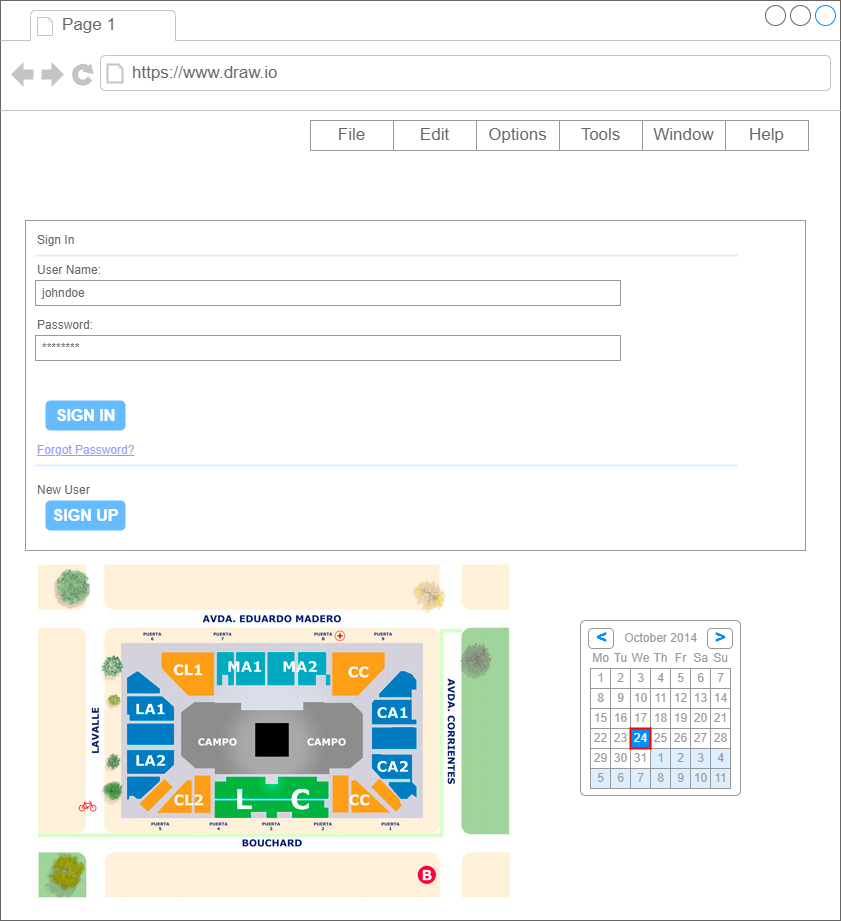 Page 1
https://www.draw.io
File Edit Options Tools Window Help
Sign In
User Name:
johndoe
Password:
********
SIGN IN
Forgot Password?
New User
SIGN UP
AVDA. EDUARDO MADERO
PUERTA 6
PUERTA 7
PUERTA 8
PUERTA 9
CL1
MA1
MA2
CC
LA1
CA1
LAVALLE
AVDA. CORRIENTES
CAMPO
CAMPO
LA2
CA2
CL2
L
C
CC
PUERTA 5
PUERTA 4
PUERTA 3
PUERTA 2
PUERTA 1
BOUCHARD
B
< October 2014 >
Mo Tu We Th Fr Sa Su
1 2 3 4 5 6 7
8 9 10 11 12 13 14
15 16 17 18 19 20 21
22 23 24 25 26 27 28
29 30 31 1 2 3 4
5 6 7 8 9 10 11